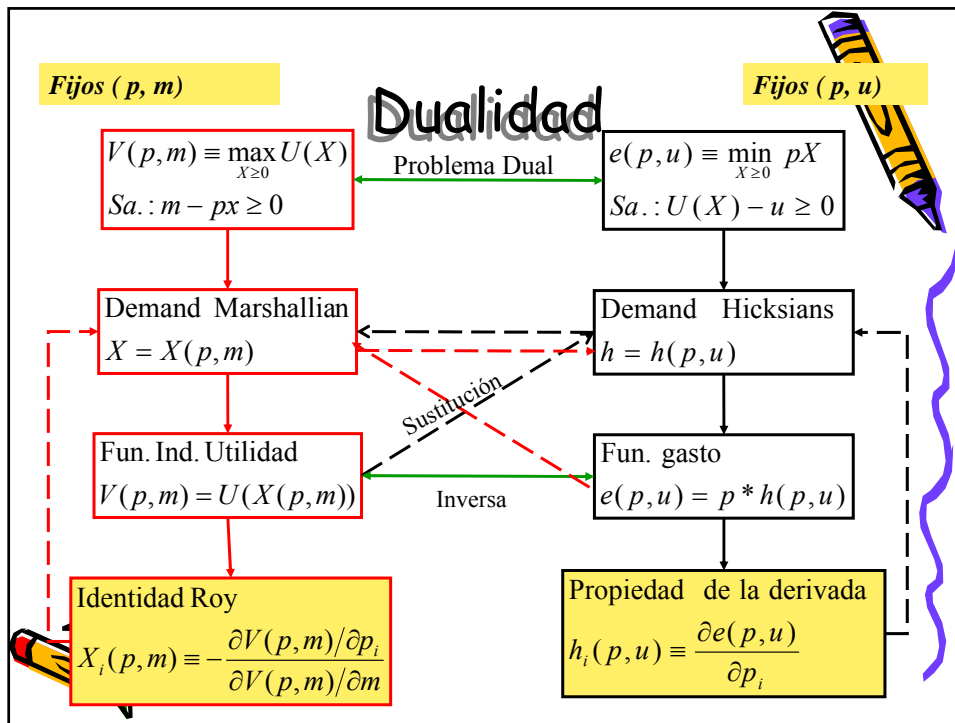 Fijos ( p, m)
Fijos ( p, u)
Dualidad
V(p,m) ≡ max U(X)
X≥0
Sa.: m − px ≥ 0
Problema Dual
e(p,u) ≡ min pX
X≥0
Sa.: U(X) − u ≥ 0
Demand Marshallian
X = X(p,m)
Demand Hicksians
h = h(p,u)
Sustitución
Fun. Ind. Utilidad
V(p,m) = U(X(p,m))
Inversa
Fun. gasto
e(p,u) = p * h(p,u)
Identidad Roy
X_i(p,m) ≡ − ∂V(p,m)/∂p_i
∂V(p,m)/∂m
Propiedad de la derivada
h_i(p,u) ≡ ∂e(p,u)
∂p_i